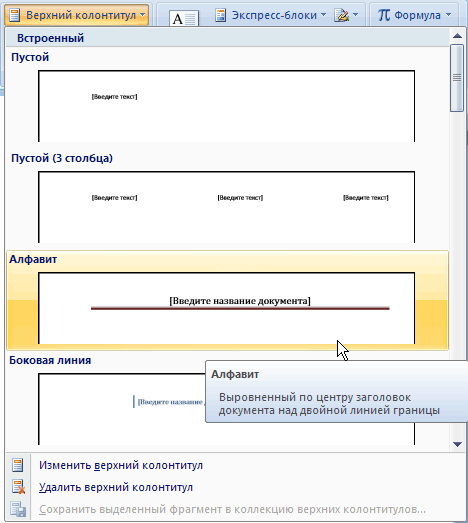 Верхний колонтитул A Экспресс-блоки π Формула
Встроенный
Пустой
[Введите текст]
Пустой (3 столбца)
[Введите текст] [Введите текст] [Введите текст]
Алфавит
[Введите название документа]
Боковая линия
[Введите название
Алфавит
Выровненный по центру заголовок
документа над двойной линией границы
Изменить верхний колонтитул
Удалить верхний колонтитул
Сохранить выделенный фрагмент в коллекцию верхних колонтитулов...